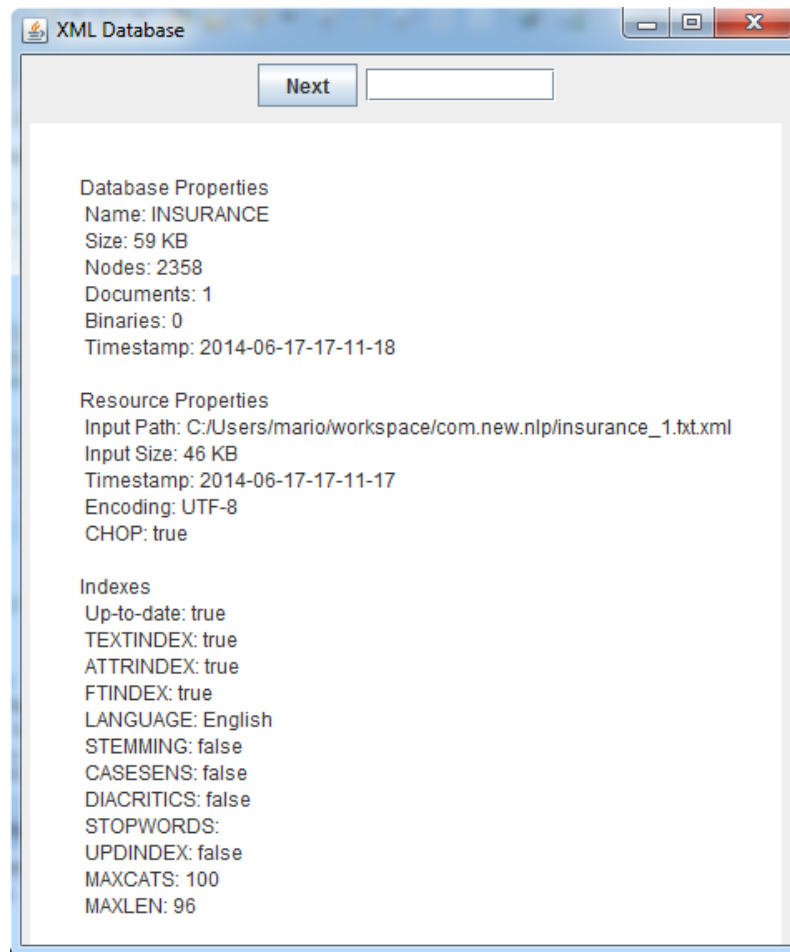 XML Database
Next
Database Properties
Name: INSURANCE
Size: 59 KB
Nodes: 2358
Documents: 1
Binaries: 0
Timestamp: 2014-06-17-17-11-18
Resource Properties
Input Path: C:/Users/mario/workspace/com.new.nlp/insurance_1.txt.xml
Input Size: 46 KB
Timestamp: 2014-06-17-17-11-17
Encoding: UTF-8
CHOP: true
Indexes
Up-to-date: true
TEXTINDEX: true
ATTRINDEX: true
FTINDEX: true
LANGUAGE: English
STEMMING: false
CASESENS: false
DIACRITICS: false
STOPWORDS:
UPDINDEX: false
MAXCATS: 100
MAXLEN: 96